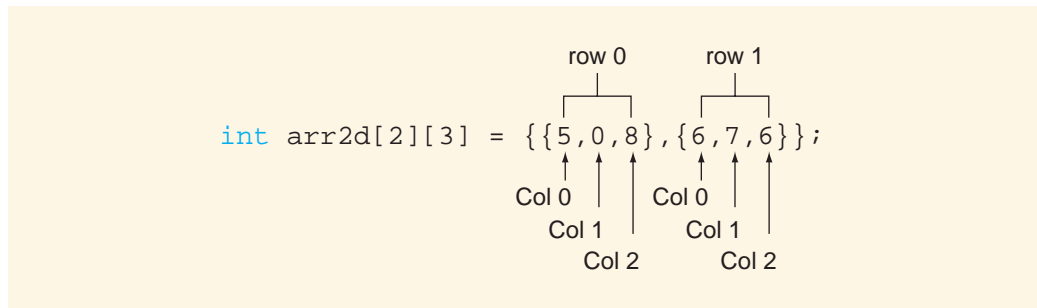 row 0 row 1
int arr2d[2][3] = {{5,0,8},{6,7,6}};
Col 0 Col 0
Col 1 Col 1
Col 2 Col 2